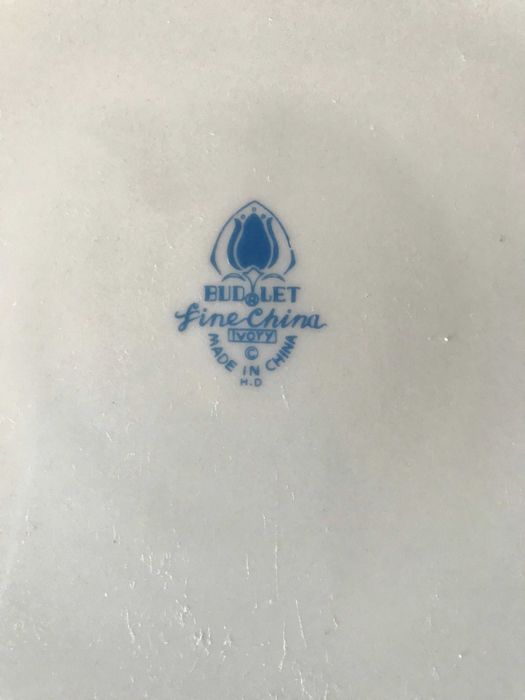 BUD®LET
fine China
IVORY
©
MADE IN CHINA
H.D